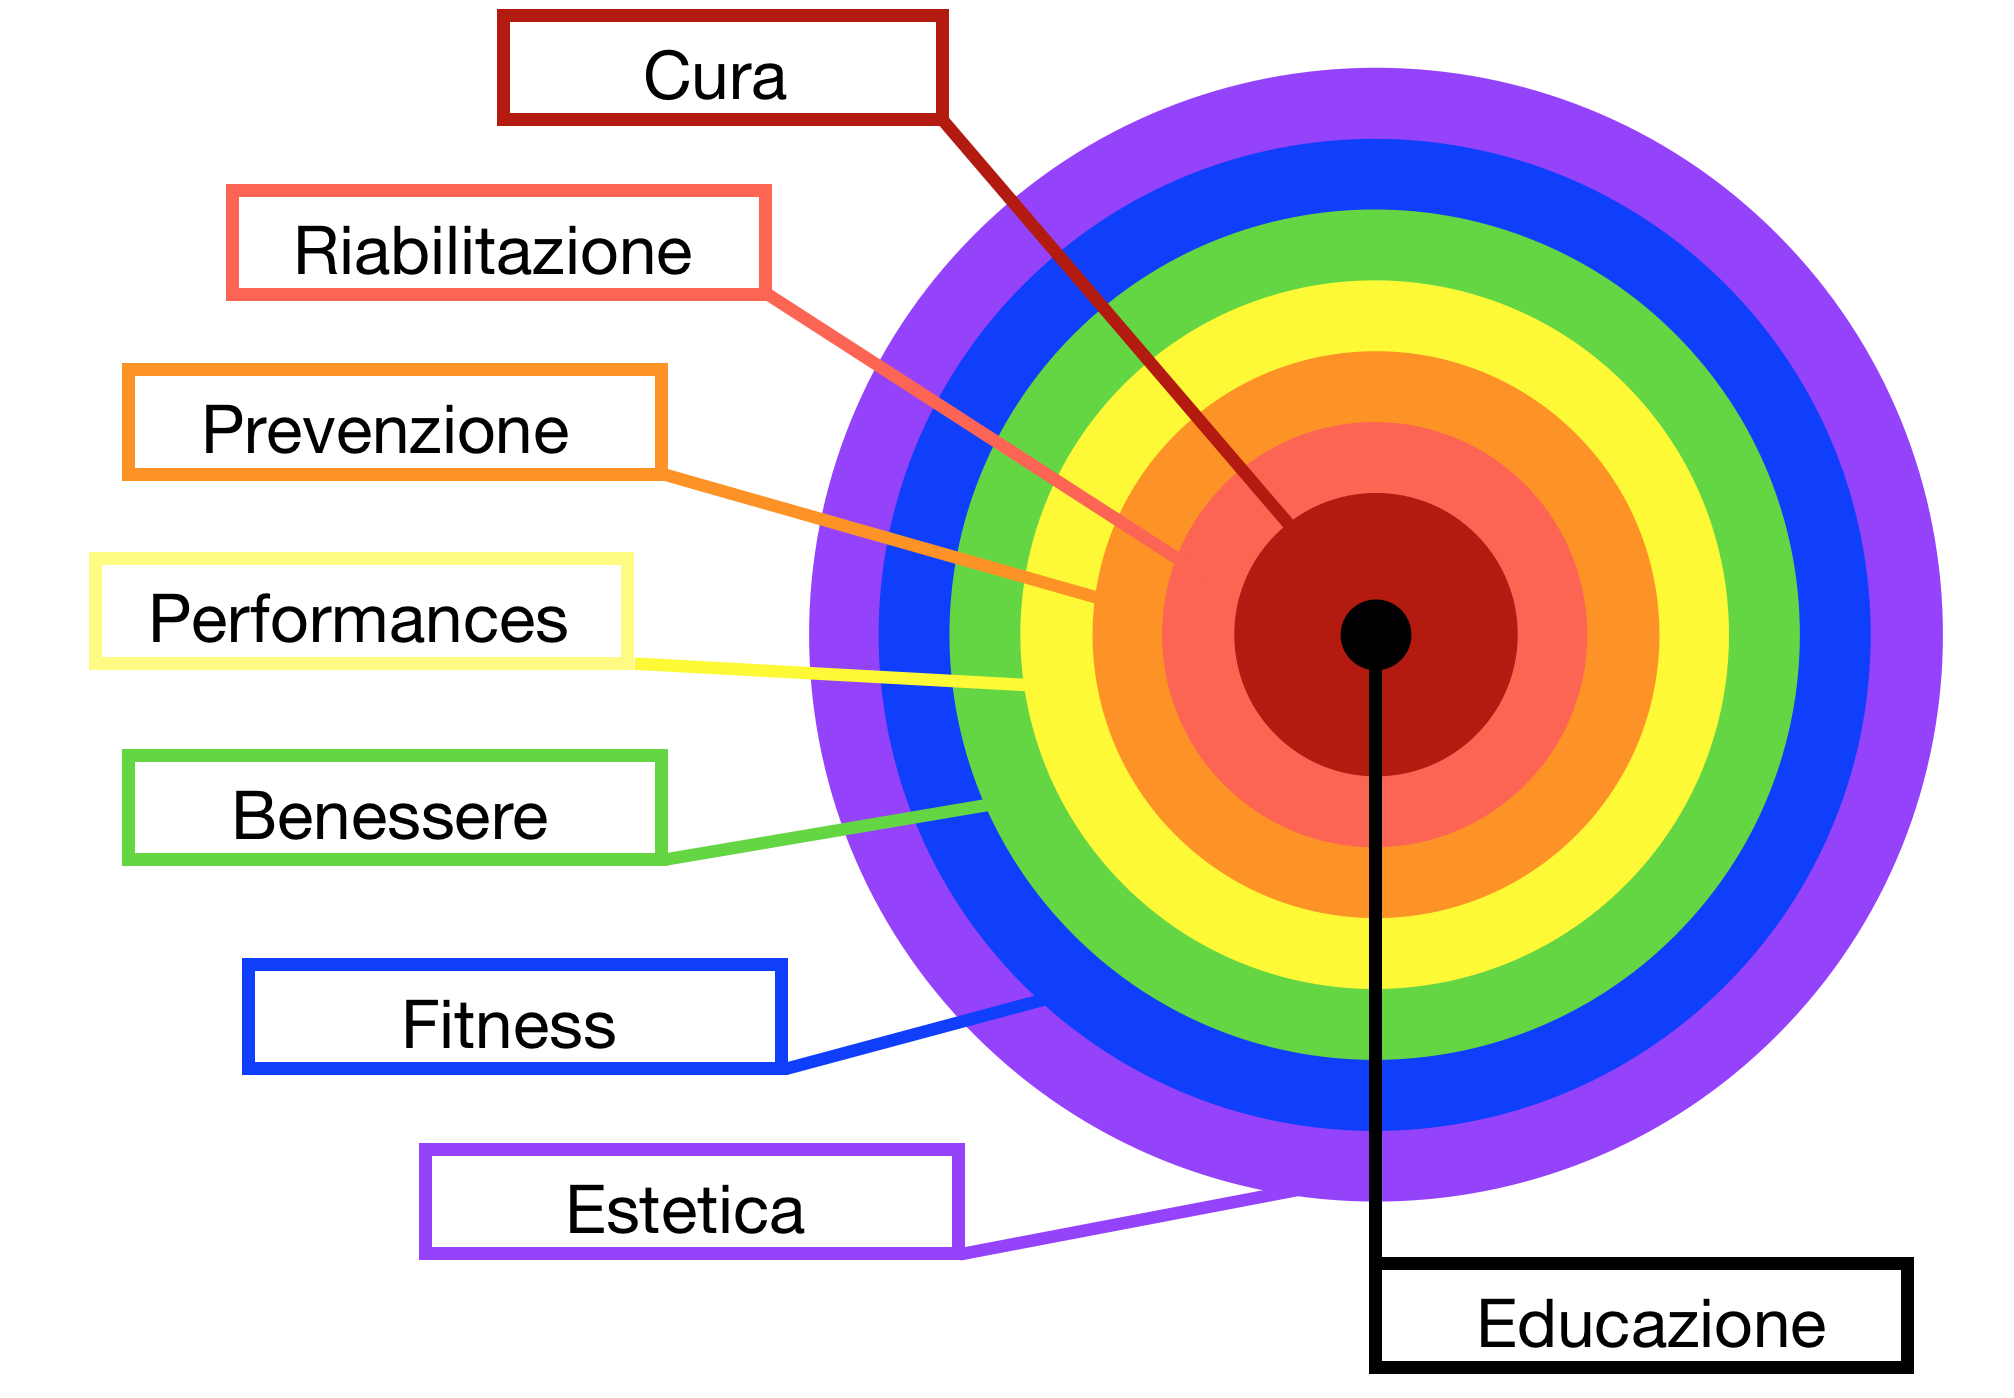 Cura
Riabilitazione
Prevenzione
Performances
Benessere
Fitness
Estetica
Educazione